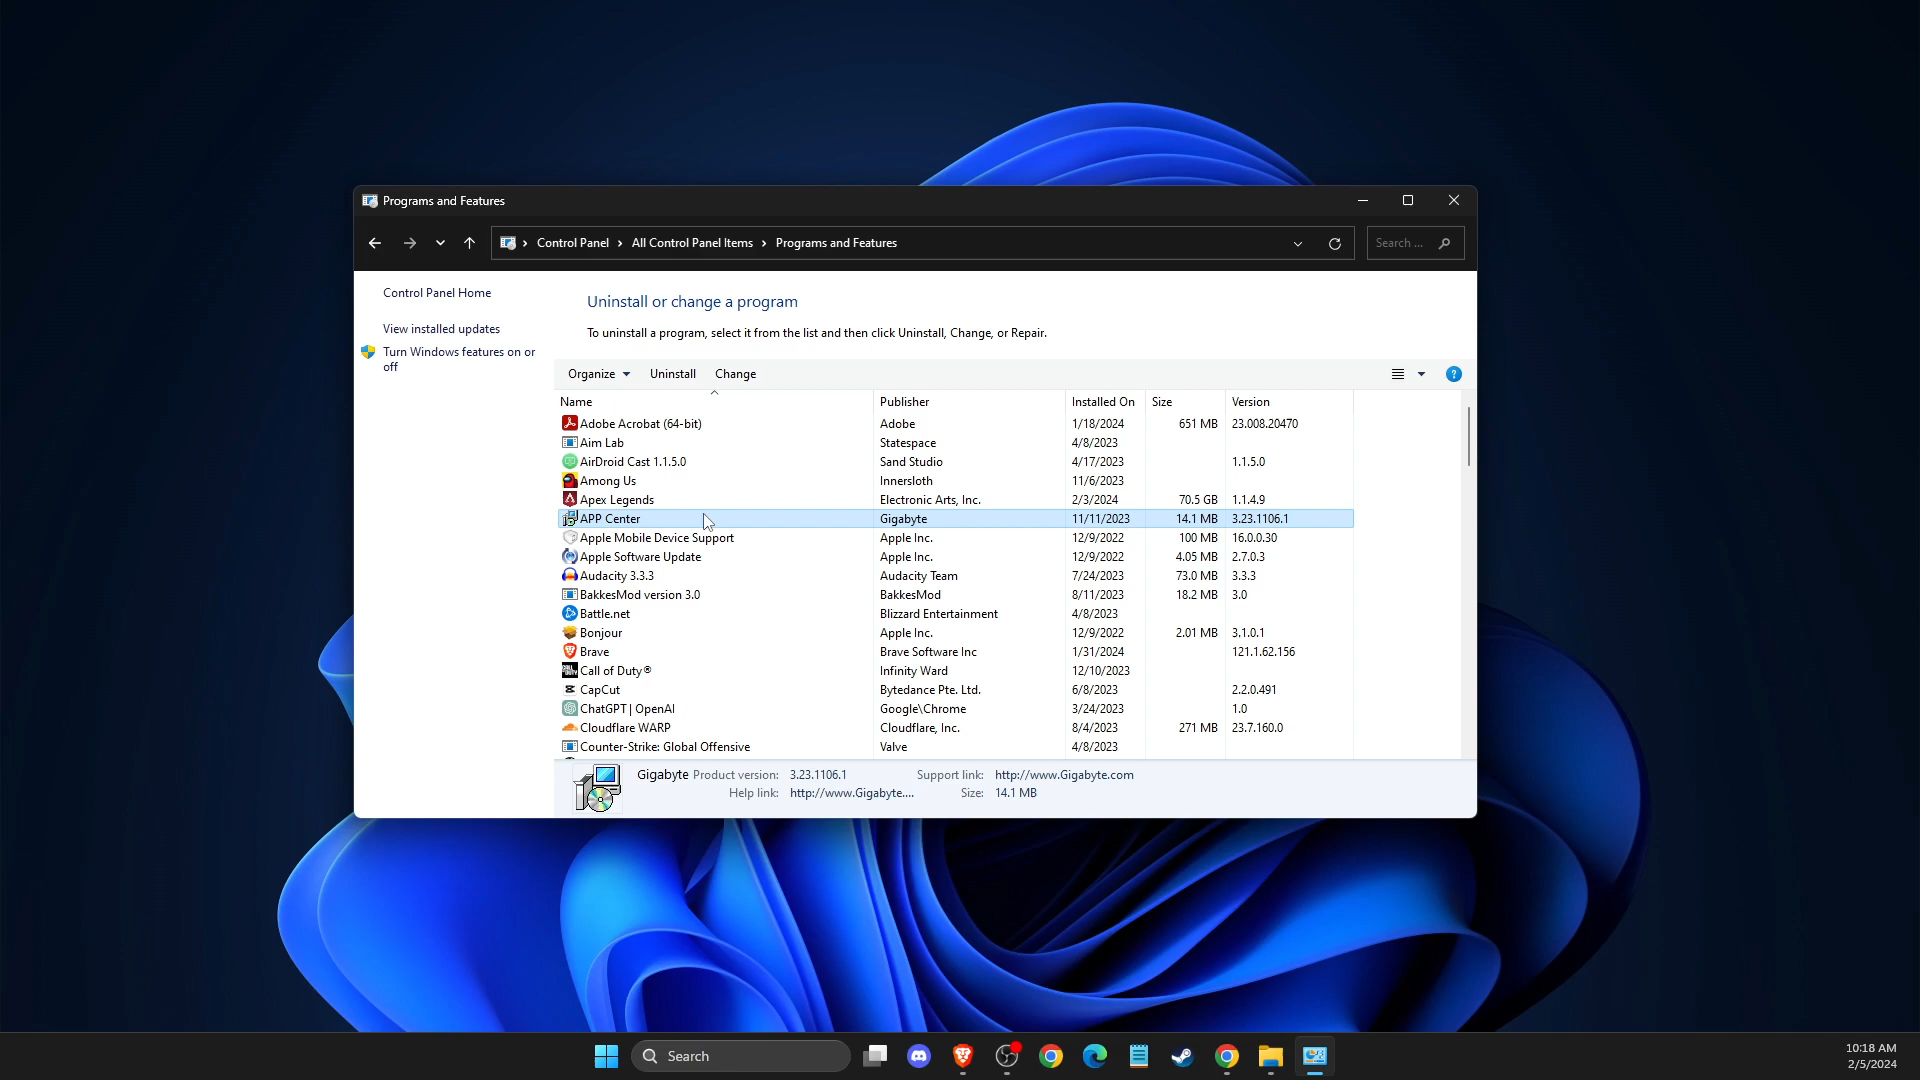 Programs and Features
Control Panel › All Control Panel Items › Programs and Features
Search ...
Control Panel Home
View installed updates
Turn Windows features on or
off
Uninstall or change a program
To uninstall a program, select it from the list and then click Uninstall, Change, or Repair.
Organize Uninstall Change
Name Publisher Installed On Size Version
Adobe Acrobat (64-bit) Adobe 1/18/2024 651 MB 23.008.20470
Aim Lab Statespace 4/8/2023
AirDroid Cast 1.1.5.0 Sand Studio 4/17/2023 1.1.5.0
Among Us Innersloth 11/6/2023
Apex Legends Electronic Arts, Inc. 2/3/2024 70.5 GB 1.1.4.9
APP Center Gigabyte 11/11/2023 14.1 MB 3.23.1106.1
Apple Mobile Device Support Apple Inc. 12/9/2022 100 MB 16.0.0.30
Apple Software Update Apple Inc. 12/9/2022 4.05 MB 2.7.0.3
Audacity 3.3.3 Audacity Team 7/24/2023 73.0 MB 3.3.3
BakkesMod version 3.0 BakkesMod 8/11/2023 18.2 MB 3.0
Battle.net Blizzard Entertainment 4/8/2023
Bonjour Apple Inc. 12/9/2022 2.01 MB 3.1.0.1
Brave Brave Software Inc 1/31/2024 121.1.62.156
Call of Duty® Infinity Ward 12/10/2023
CapCut Bytedance Pte. Ltd. 6/8/2023 2.2.0.491
ChatGPT | OpenAI Google\Chrome 3/24/2023 1.0
Cloudflare WARP Cloudflare, Inc. 8/4/2023 271 MB 23.7.160.0
Counter-Strike: Global Offensive Valve 4/8/2023
Gigabyte Product version: 3.23.1106.1 Support link: http://www.Gigabyte.com
Help link: http://www.Gigabyte.... Size: 14.1 MB
Search
10:18 AM
2/5/2024